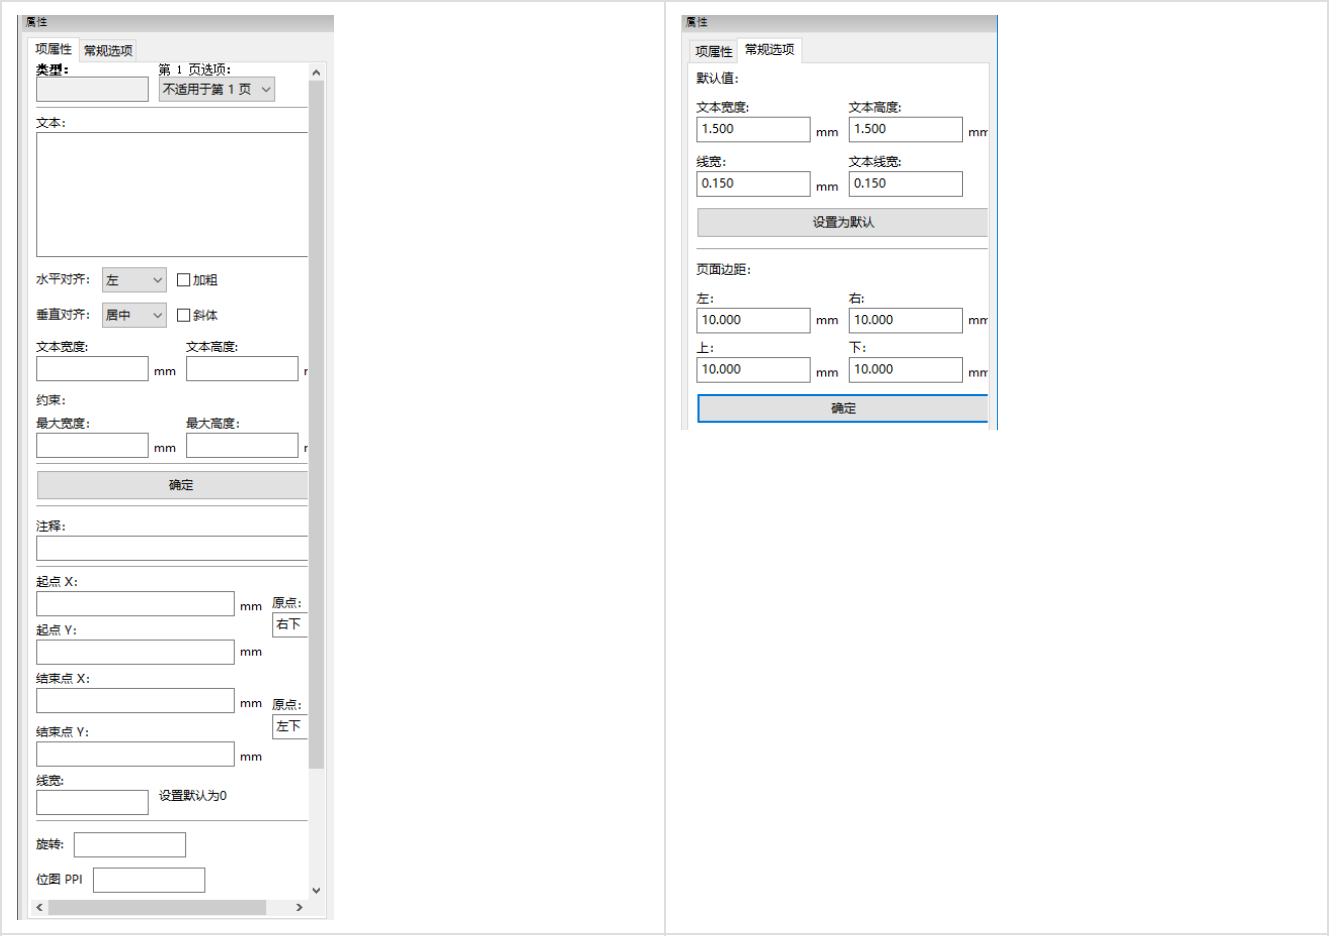 属性
项属性 常规选项
类型: 第 1 页选项:
不适用于第 1 页
文本:
水平对齐: 左 加粗
垂直对齐: 居中 斜体
文本宽度: 文本高度:
mm
约束:
最大宽度: 最大高度:
mm
确定
注释:
起点 X:
mm 原点:
右下
起点 Y:
mm
结束点 X:
mm 原点:
左下
结束点 Y:
mm
线宽:
设置默认为0
旋转:
位图 PPI
属性
项属性 常规选项
默认值:
文本宽度: 文本高度:
1.500 mm 1.500 mm
线宽: 文本线宽:
0.150 mm 0.150
设置为默认
页面边距:
左: 右:
10.000 mm 10.000 mm
上: 下:
10.000 mm 10.000 mm
确定